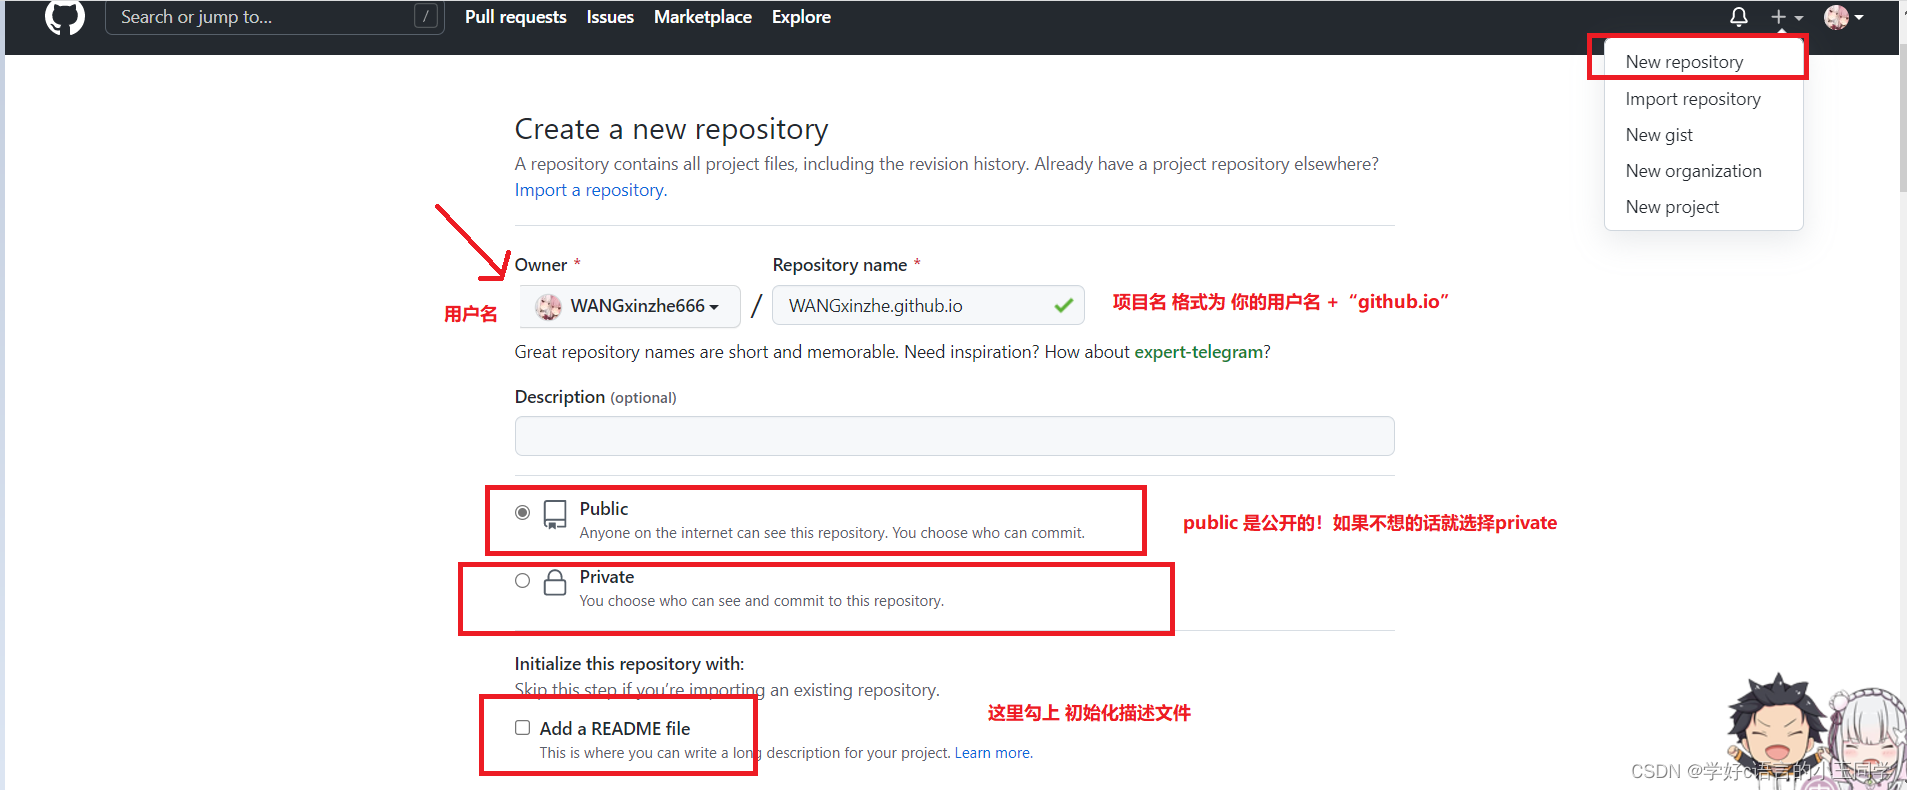 Search or jump to...
/
Pull requests
Issues
Marketplace
Explore
New repository
Import repository
New gist
New organization
New project
Create a new repository
A repository contains all project files, including the revision history. Already have a project repository elsewhere?
Import a repository.
Owner *
Repository name *
用户名
WANGxinzhe666
/
WANGxinzhe.github.io
项目名 格式为 你的用户名 + “github.io”
Great repository names are short and memorable. Need inspiration? How about expert-telegram?
Description (optional)
Public
Anyone on the internet can see this repository. You choose who can commit.
public 是公开的！如果不想的话就选择private
Private
You choose who can see and commit to this repository.
Initialize this repository with:
Skip this step if you're importing an existing repository.
这里勾上 初始化描述文件
Add a README file
This is where you can write a long description for your project. Learn more.
CSDN @学好c语言的小王同学